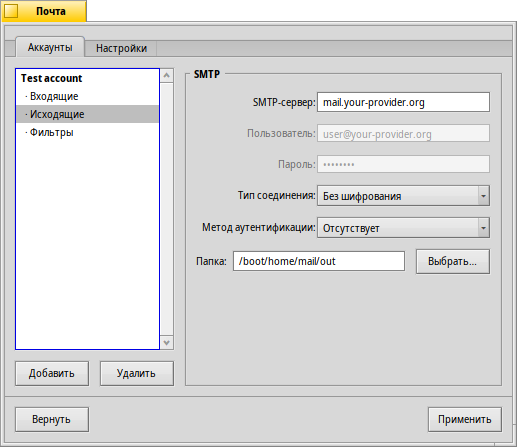 Почта
Аккаунты
Настройки
Test account
· Входящие
· Исходящие
· Фильтры
SMTP
SMTP-сервер: mail.your-provider.org
Пользователь: user@your-provider.org
Пароль: ••••••••
Тип соединения: Без шифрования
Метод аутентификации: Отсутствует
Папка: /boot/home/mail/out Выбрать...
Добавить Удалить
Вернуть Применить